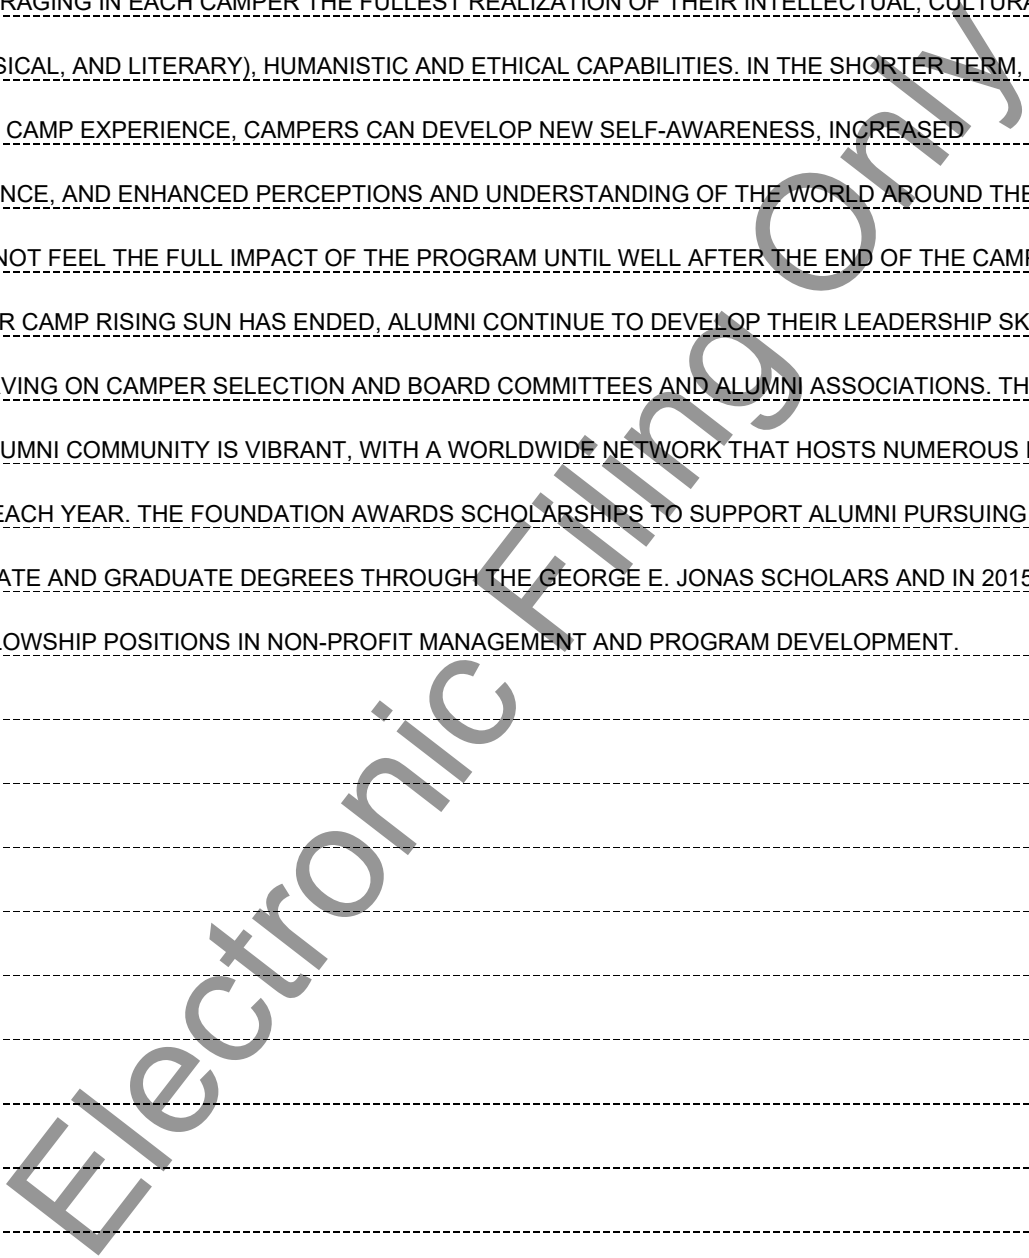 RAGING IN EACH CAMPER THE FULLEST REALIZATION OF THEIR INTELLECTUAL, CULTURA
SICAL, AND LITERARY), HUMANISTIC AND ETHICAL CAPABILITIES. IN THE SHORTER TERM,
CAMP EXPERIENCE, CAMPERS CAN DEVELOP NEW SELF-AWARENESS, INCREASED
NCE, AND ENHANCED PERCEPTIONS AND UNDERSTANDING OF THE WORLD AROUND THE
NOT FEEL THE FULL IMPACT OF THE PROGRAM UNTIL WELL AFTER THE END OF THE CAMP
R CAMP RISING SUN HAS ENDED, ALUMNI CONTINUE TO DEVELOP THEIR LEADERSHIP SK
VING ON CAMPER SELECTION AND BOARD COMMITTEES AND ALUMNI ASSOCIATIONS. TH
UMNI COMMUNITY IS VIBRANT, WITH A WORLDWIDE NETWORK THAT HOSTS NUMEROUS
EACH YEAR. THE FOUNDATION AWARDS SCHOLARSHIPS TO SUPPORT ALUMNI PURSUING
ATE AND GRADUATE DEGREES THROUGH THE GEORGE E. JONAS SCHOLARS AND IN 2015
LOWSHIP POSITIONS IN NON-PROFIT MANAGEMENT AND PROGRAM DEVELOPMENT.
Electronic Filing Only